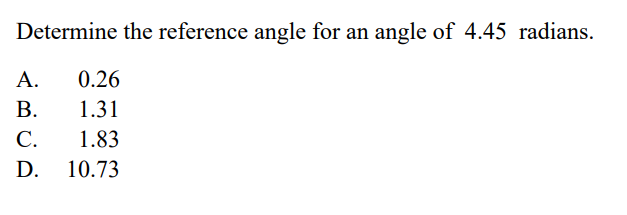 Determine the reference angle for an angle of 4.45 radians.
A. 0.26
B. 1.31
C. 1.83
D. 10.73